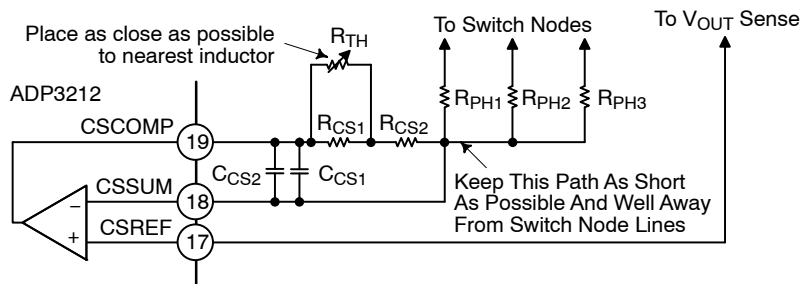 To Switch Nodes
To VOUT Sense
Place as close as possible
to nearest inductor
RTH
ADP3212
RPH1
RPH2
RPH3
CSCOMP
19
RCS1
RCS2
CCS2
CCS1
CSSUM
18
Keep This Path As Short
As Possible And Well Away
From Switch Node Lines
−
+
CSREF
17